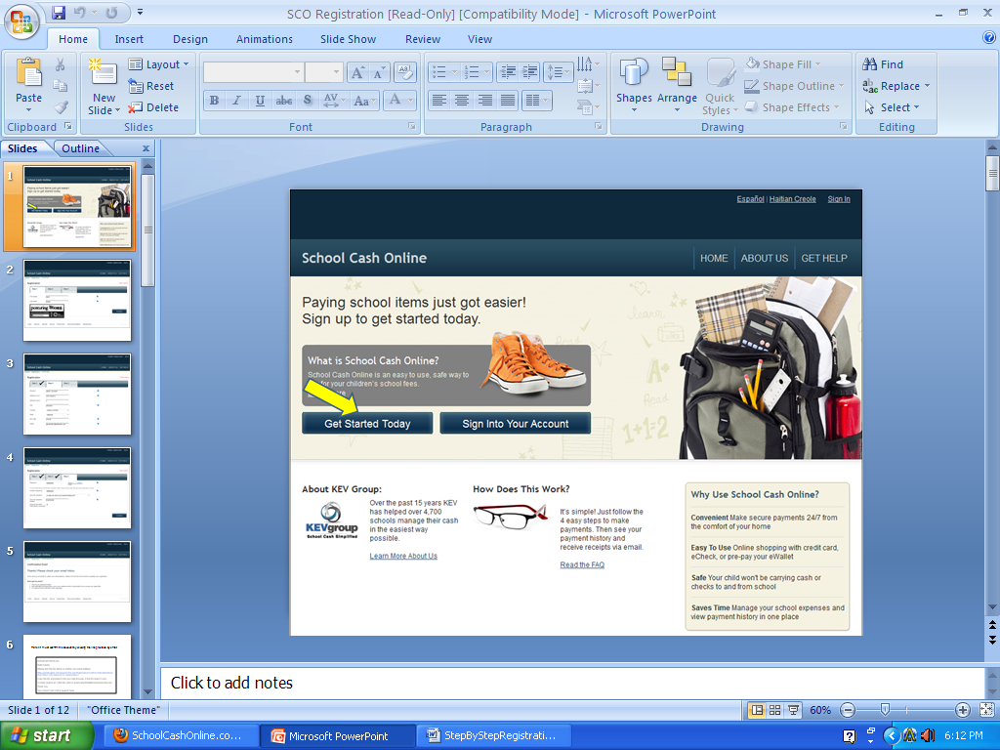 SCO Registration [Read-Only] [Compatibility Mode] - Microsoft PowerPoint
Home Insert Design Animations Slide Show Review View
Paste
Clipboard
New Slide
Layout
Reset
Delete
Slides
B I U abc S AV Aa A
Font
Paragraph
Shapes Arrange Quick Styles
Shape Fill
Shape Outline
Shape Effects
Drawing
Find
Replace
Select
Editing
Slides Outline x
1
2
3
4
5
6
Español | Haitian Creole Sign In
School Cash Online
HOME ABOUT US GET HELP
Paying school items just got easier!
Sign up to get started today.
What is School Cash Online?
School Cash Online is an easy to use, safe way to
for your children's school fees.
Get Started Today Sign Into Your Account
learn
Read
A+
Read
1+1=2
About KEV Group:
KEVgroup
School Cash Simplified
Over the past 15 years KEV
has helped over 4,700
schools manage their cash
in the easiest way
possible.
Learn More About Us
How Does This Work?
It's simple! Just follow the
4 easy steps to make
payments. Then see your
payment history and
receive receipts via email.
Read the FAQ
Why Use School Cash Online?
Convenient Make secure payments 24/7 from
the comfort of your home
Easy To Use Online shopping with credit card,
eCheck, or pre-pay your eWallet
Safe Your child won't be carrying cash or
checks to and from school
Saves Time Manage your school expenses and
view payment history in one place
Click to add notes
Slide 1 of 12 "Office Theme" 60%
start SchoolCashOnline.co... Microsoft PowerPoint StepByStepRegistrati... 6:12 PM